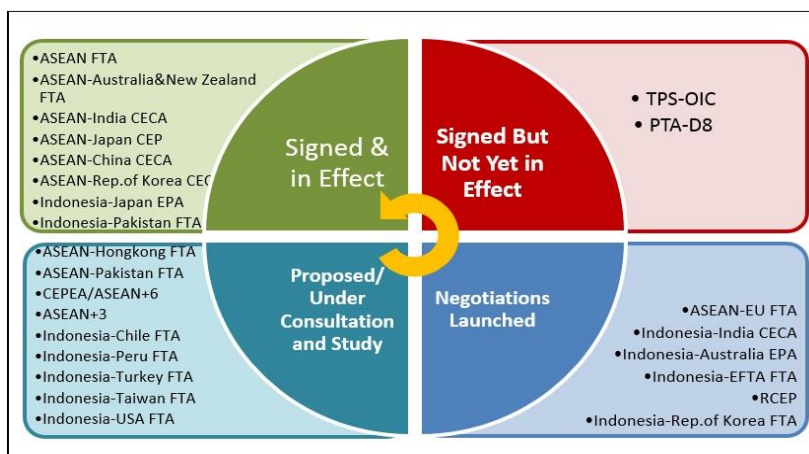 •ASEAN FTA
•ASEAN-Australia&New Zealand
FTA
•ASEAN-India CECA
•ASEAN-Japan CEP
•ASEAN-China CECA
•ASEAN-Rep.of Korea CEC
•Indonesia-Japan EPA
•Indonesia-Pakistan FTA
Signed &
in Effect
Signed But
Not Yet in
Effect
• TPS-OIC
• PTA-D8
•ASEAN-Hongkong FTA
•ASEAN-Pakistan FTA
•CEPEA/ASEAN+6
•ASEAN+3
•Indonesia-Chile FTA
•Indonesia-Peru FTA
•Indonesia-Turkey FTA
•Indonesia-Taiwan FTA
•Indonesia-USA FTA
Proposed/
Under
Consultation
and Study
Negotiations
Launched
•ASEAN-EU FTA
•Indonesia-India CECA
•Indonesia-Australia EPA
•Indonesia-EFTA FTA
•RCEP
•Indonesia-Rep.of Korea FTA